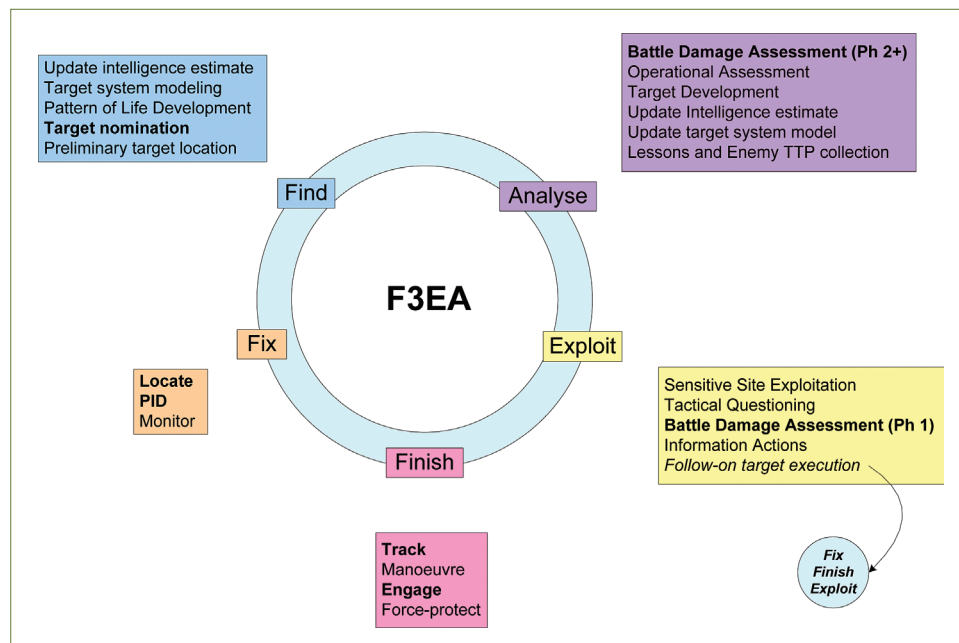 Update intelligence estimate
Target system modeling
Pattern of Life Development
Target nomination
Preliminary target location
Battle Damage Assessment (Ph 2+)
Operational Assessment
Target Development
Update Intelligence estimate
Update target system model
Lessons and Enemy TTP collection
Find
Analyse
F3EA
Fix
Exploit
Locate
PID
Monitor
Finish
Sensitive Site Exploitation
Tactical Questioning
Battle Damage Assessment (Ph 1)
Information Actions
Follow-on target execution
Track
Manoeuvre
Engage
Force-protect
Fix
Finish
Exploit